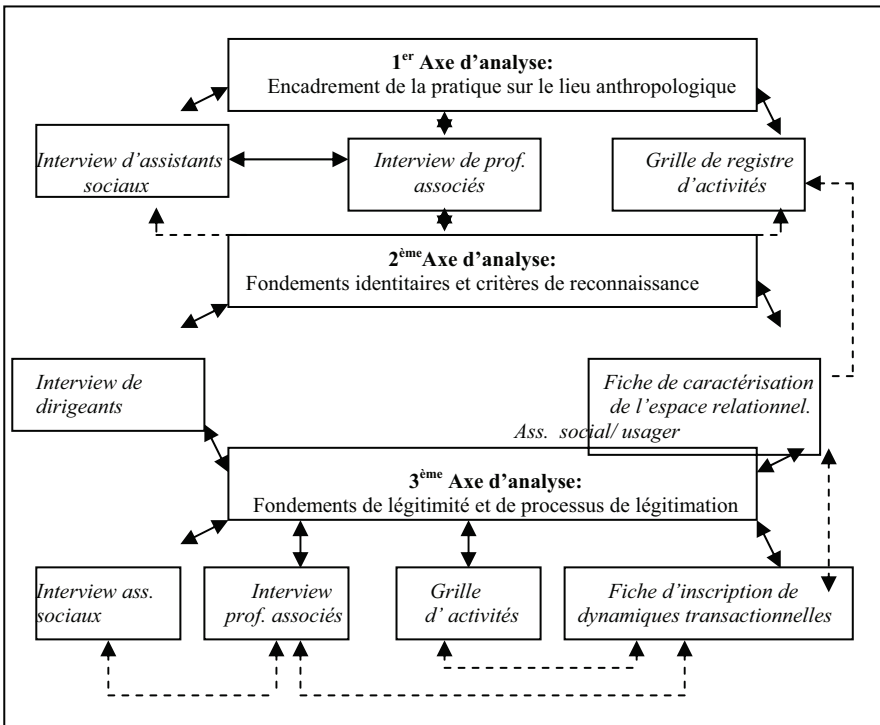 1er Axe d’analyse:
Encadrement de la pratique sur le lieu anthropologique
Interview d’assistants
sociaux
Interview de prof.
associés
Grille de registre
d’activités
2ème Axe d’analyse:
Fondements identitaires et critères de reconnaissance
Interview de
dirigeants
Fiche de caractérisation
de l’espace relationnel.
Ass. social/ usager
3ème Axe d’analyse:
Fondements de légitimité et de processus de légitimation
Interview ass.
sociaux
Interview
prof. associés
Grille
d’ activités
Fiche d’inscription de
dynamiques transactionnelles